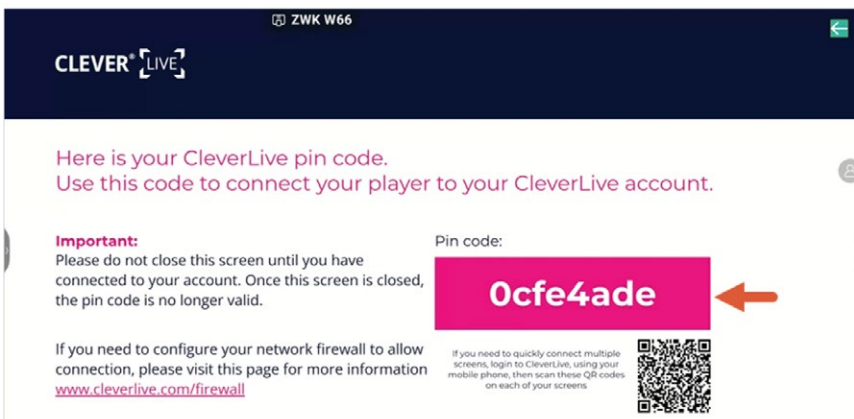 ZWK W66
CLEVER® [LIVE]
Here is your CleverLive pin code.
Use this code to connect your player to your CleverLive account.
Important:
Please do not close this screen until you have
connected to your account. Once this screen is closed,
the pin code is no longer valid.
If you need to configure your network firewall to allow
connection, please visit this page for more information
www.cleverlive.com/firewall
Pin code:
0cfe4ade
If you need to quickly connect multiple
screens, login to CleverLive, using your
mobile phone, then scan these QR codes
on each of your screens